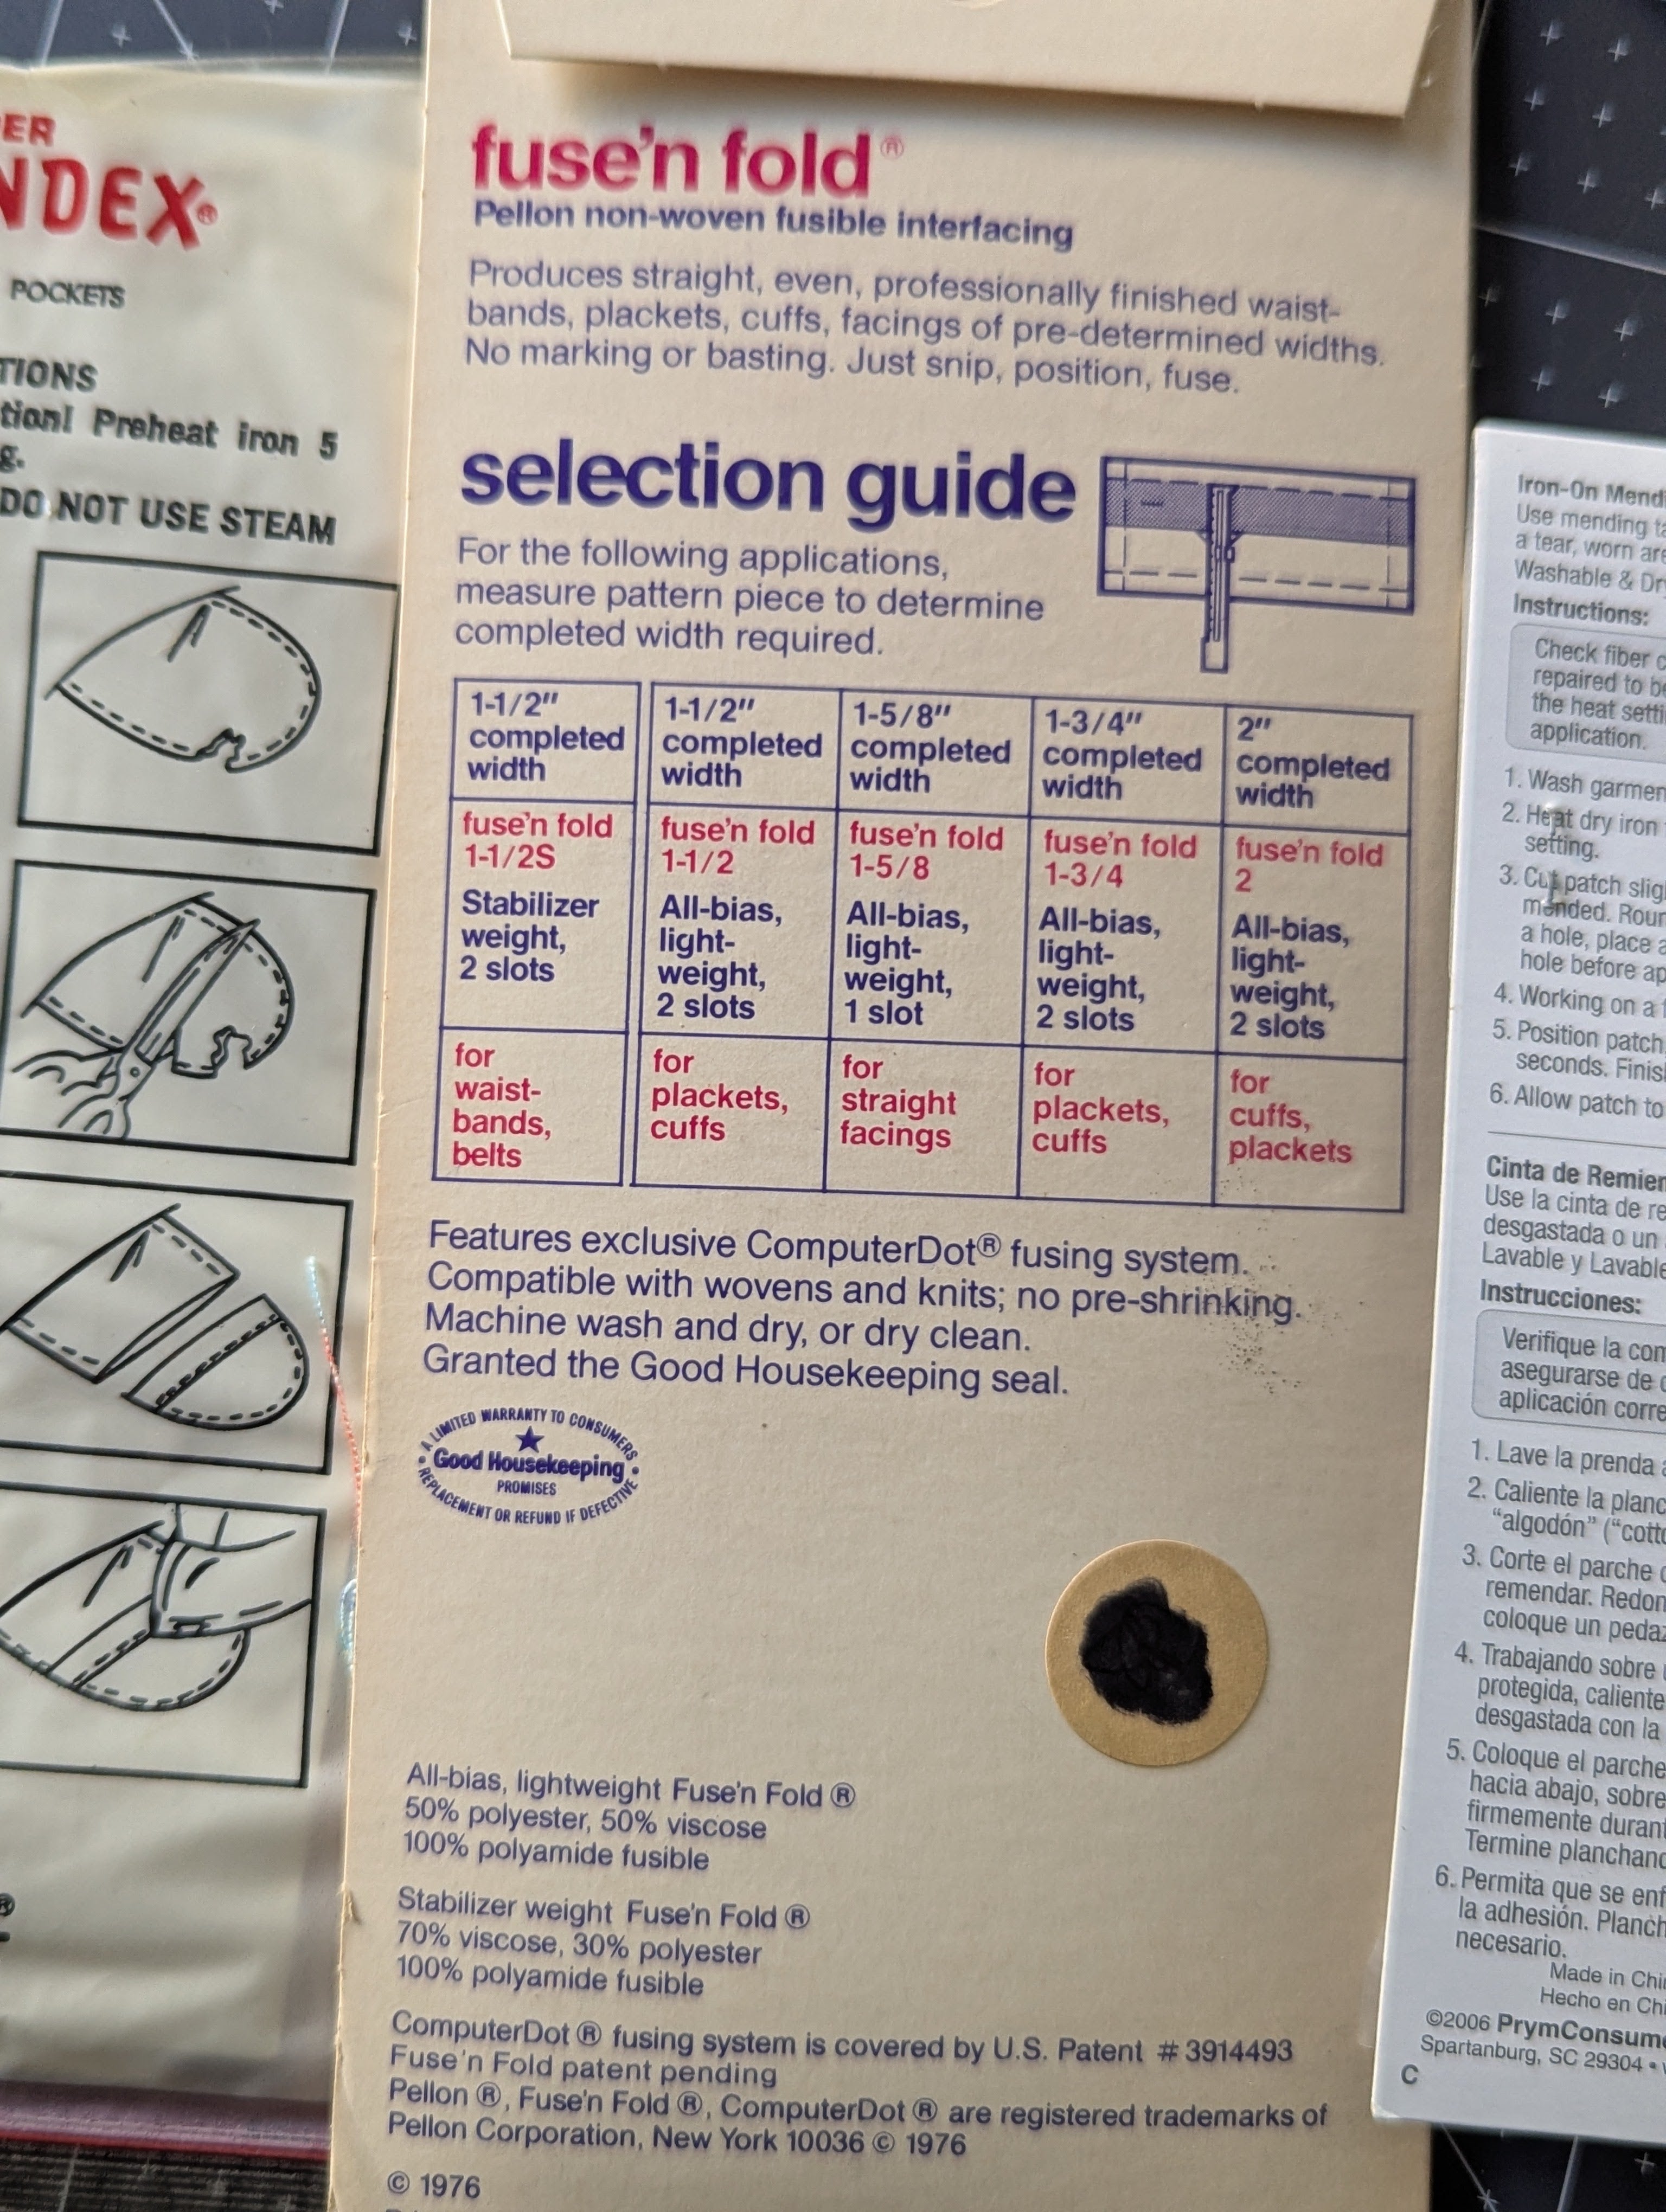 ER
NDEX®
POCKETS
TIONS
tion! Preheat iron 5
g.
DO NOT USE STEAM
®
fuse'n fold®
Pellon non-woven fusible interfacing
Produces straight, even, professionally finished waist-
bands, plackets, cuffs, facings of pre-determined widths.
No marking or basting. Just snip, position, fuse.
selection guide
For the following applications,
measure pattern piece to determine
completed width required.
1-1/2"
completed
width
fuse'n fold
1-1/2S
Stabilizer
weight,
2 slots
for
waist-
bands,
belts
1-1/2"
completed
width
fuse'n fold
1-1/2
All-bias,
light-
weight,
2 slots
for
plackets,
cuffs
1-5/8"
completed
width
fuse'n fold
1-5/8
All-bias,
light-
weight,
1 slot
for
straight
facings
1-3/4"
completed
width
fuse'n fold
1-3/4
All-bias,
light-
weight,
2 slots
for
plackets,
cuffs
2"
completed
width
fuse'n fold
2
All-bias,
light-
weight,
2 slots
for
cuffs,
plackets
Features exclusive ComputerDot® fusing system.
Compatible with wovens and knits; no pre-shrinking.
Machine wash and dry, or dry clean.
Granted the Good Housekeeping seal.
A LIMITED WARRANTY TO CONSUMERS
Good Housekeeping
PROMISES
REPLACEMENT OR REFUND IF DEFECTIVE
All-bias, lightweight Fuse'n Fold ®
50% polyester, 50% viscose
100% polyamide fusible
Stabilizer weight Fuse'n Fold ®
70% viscose, 30% polyester
100% polyamide fusible
ComputerDot ® fusing system is covered by U.S. Patent # 3914493
Fuse'n Fold patent pending
Pellon ®, Fuse'n Fold ®, ComputerDot ® are registered trademarks of
Pellon Corporation, New York 10036 © 1976
© 1976
Iron-On Mend
Use mending ta
a tear, worn are
Washable & Dr
Instructions:
Check fiber c
repaired to be
the heat setti
application.
1. Wash garmen
2. Heat dry iron
setting.
3. Cut patch slig
mended. Roun
a hole, place a
hole before ap
4. Working on a f
5. Position patch
seconds. Finis
6. Allow patch to
Cinta de Remier
Use la cinta de re
desgastada o un
Lavable y Lavable
Instrucciones:
Verifique la com
asegurarse de
aplicación corre
1. Lave la prenda
2. Caliente la planc
"algodón" ("cotto
3. Corte el parche
remendar. Redon
coloque un pedaz
4. Trabajando sobre
protegida, caliente
desgastada con la
5. Coloque el parche
hacia abajo, sobre
firmemente durant
Termine planchand
6. Permita que se enf
la adhesión. Planch
necesario.
Made in Chi
Hecho en Chi
©2006 PrymConsume
Spartanburg, SC 29304 •
C